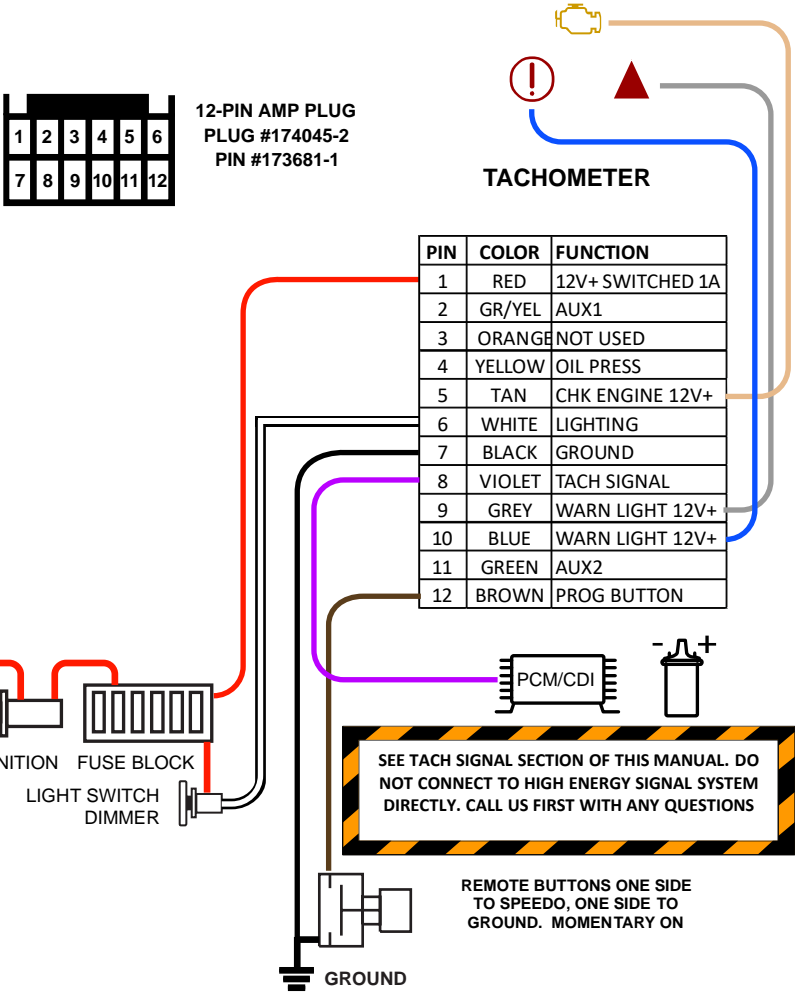 12-PIN AMP PLUG
PLUG #174045-2
PIN #173681-1
1 2 3 4 5 6
7 8 9 10 11 12
TACHOMETER
PIN COLOR FUNCTION
1 RED 12V+ SWITCHED 1A
2 GR/YEL AUX1
3 ORANGE NOT USED
4 YELLOW OIL PRESS
5 TAN CHK ENGINE 12V+
6 WHITE LIGHTING
7 BLACK GROUND
8 VIOLET TACH SIGNAL
9 GREY WARN LIGHT 12V+
10 BLUE WARN LIGHT 12V+
11 GREEN AUX2
12 BROWN PROG BUTTON
- +
PCM/CDI
NITION FUSE BLOCK
LIGHT SWITCH
DIMMER
SEE TACH SIGNAL SECTION OF THIS MANUAL. DO
NOT CONNECT TO HIGH ENERGY SIGNAL SYSTEM
DIRECTLY. CALL US FIRST WITH ANY QUESTIONS
REMOTE BUTTONS ONE SIDE
TO SPEEDO, ONE SIDE TO
GROUND. MOMENTARY ON
GROUND